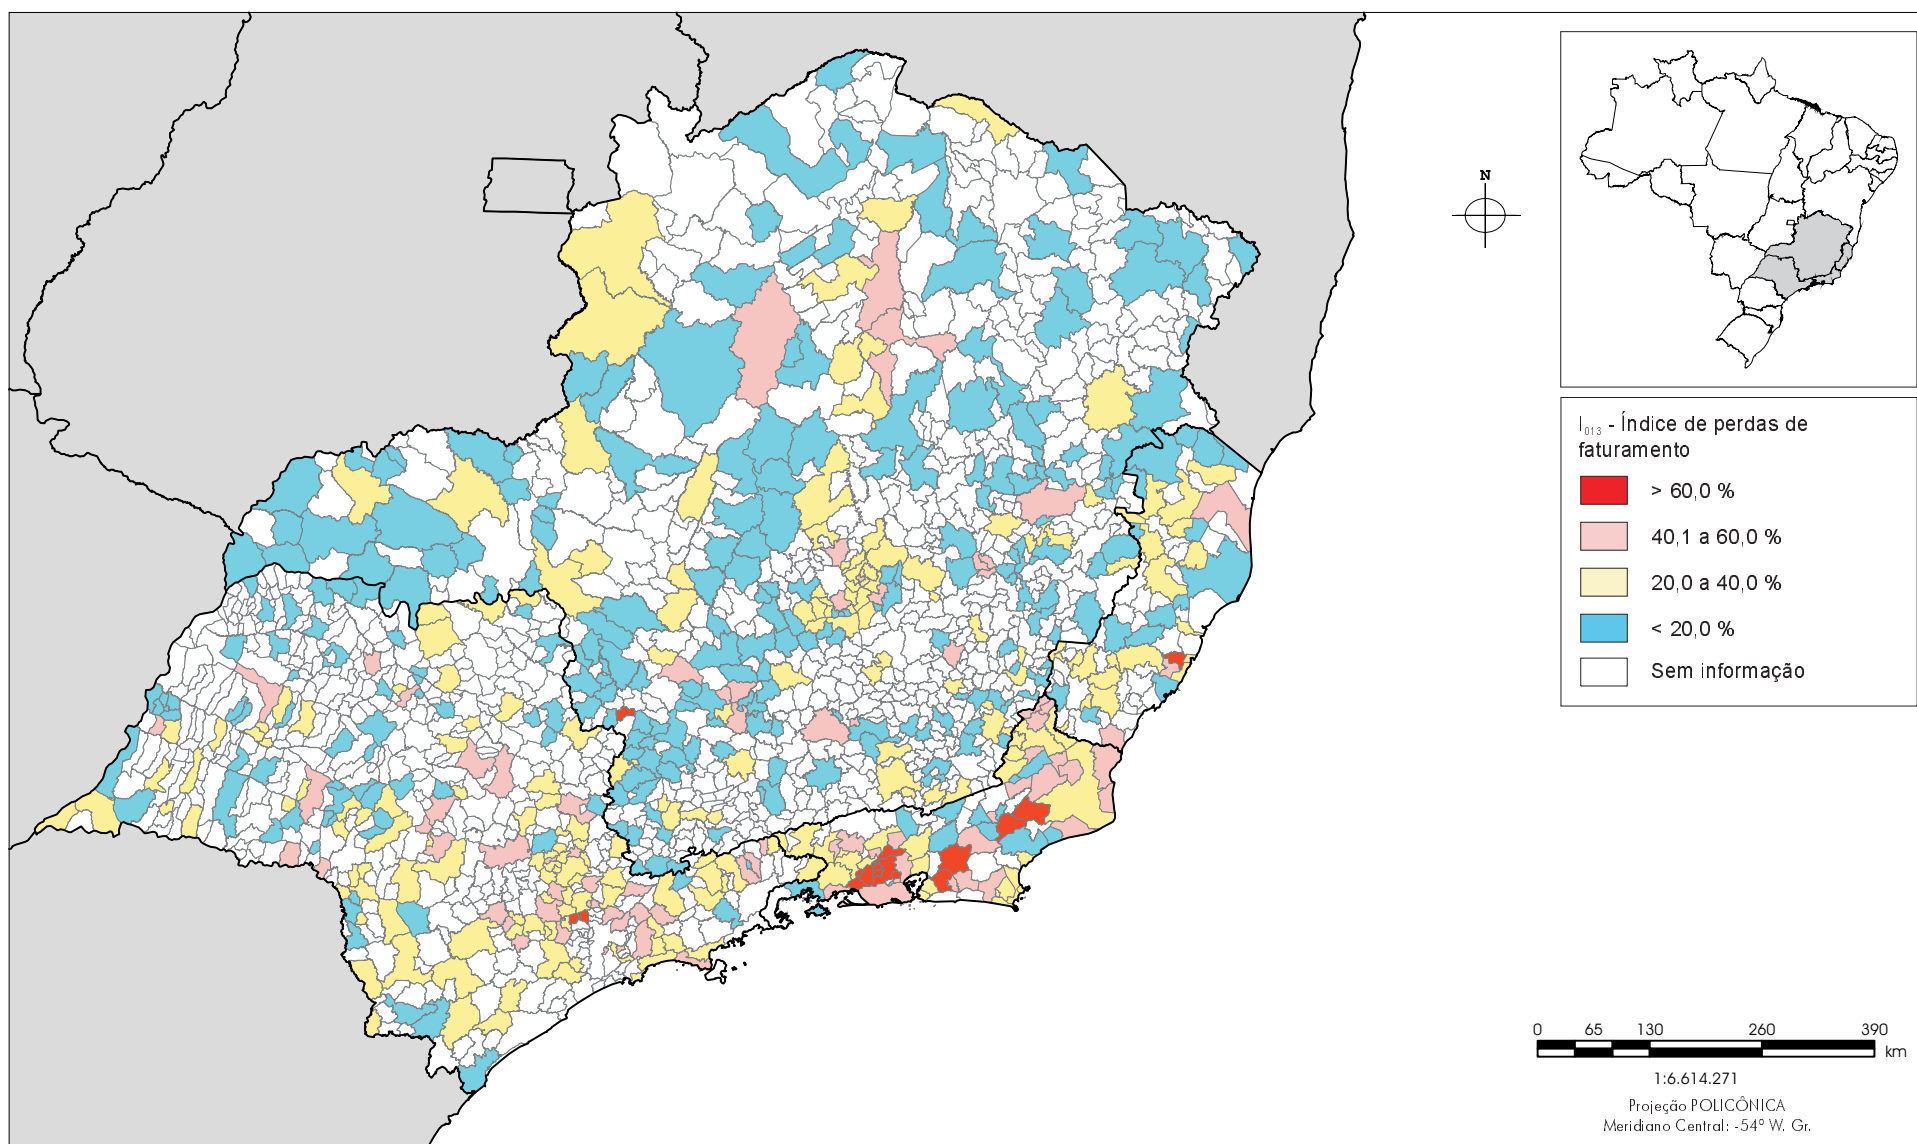 N
I013 - Índice de perdas de
faturamento
> 60,0 %
40,1 a 60,0 %
20,0 a 40,0 %
< 20,0 %
Sem informação
0 65 130 260 390
km
1:6.614.271
Projeção POLICÔNICA
Meridiano Central: -54º W. Gr.